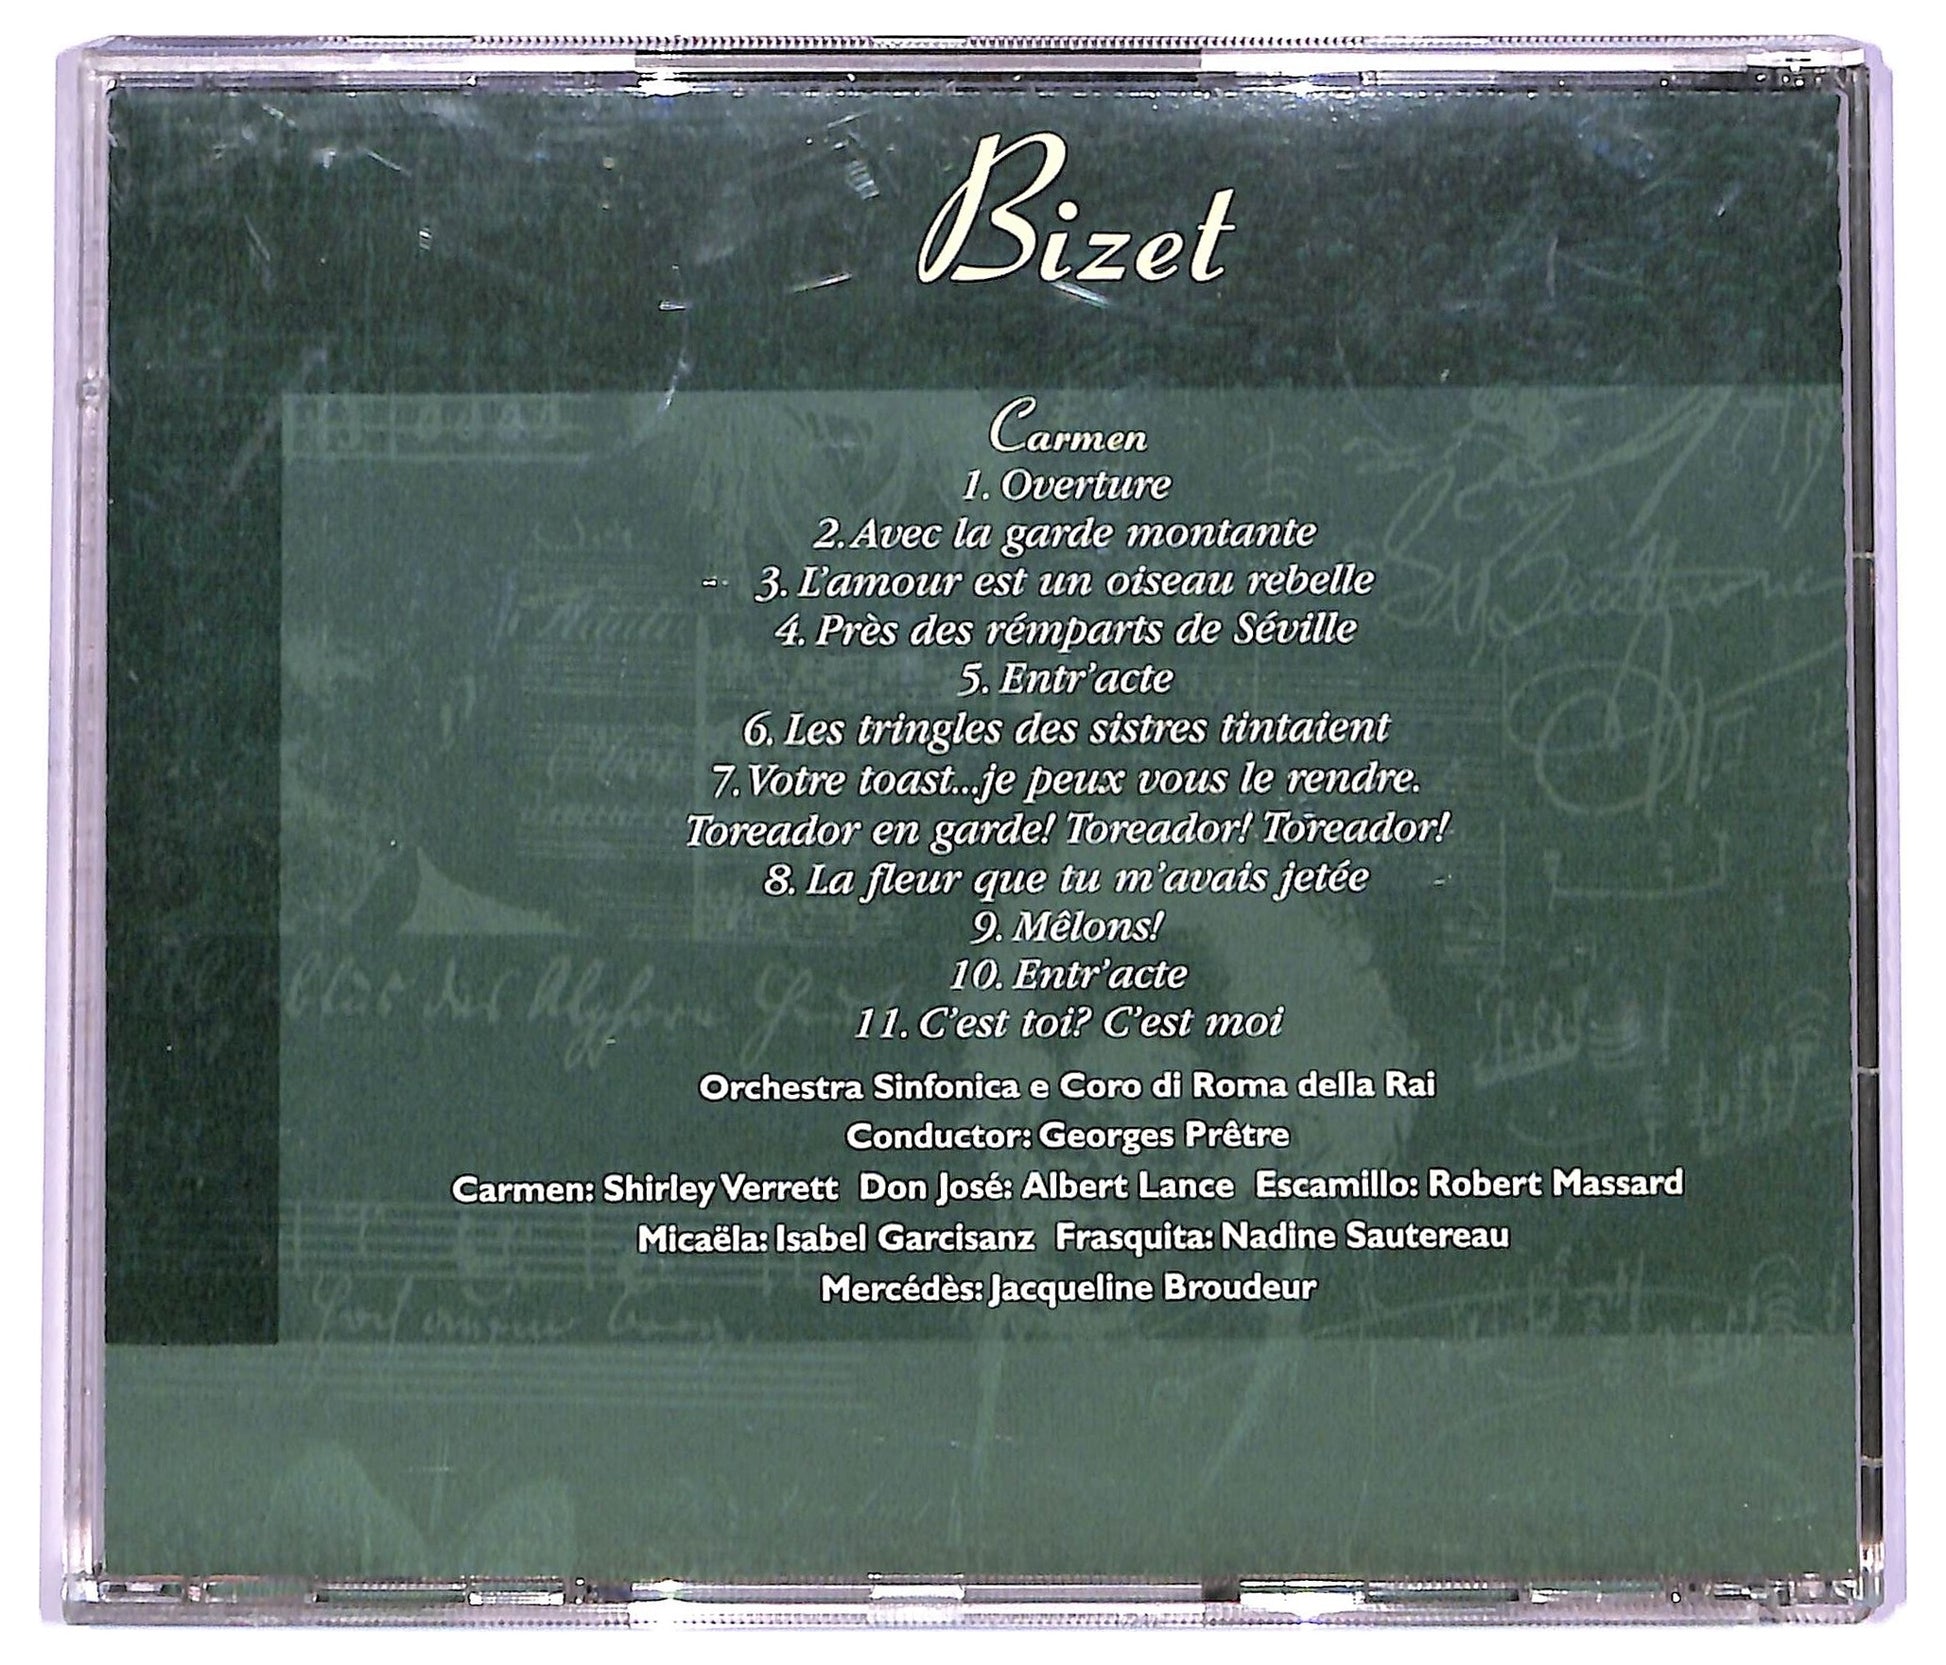 Bizet
Carmen
1. Overture
2. Avec la garde montante
3. L'amour est un oiseau rebelle
4. Près des rémparts de Séville
5. Entr'acte
6. Les tringles des sistres tintaient
7. Votre toast...je peux vous le rendre.
Toreador en garde! Toreador! Toreador!
8. La fleur que tu m'avais jetée
9. Mêlons!
10. Entr'acte
11. C'est toi? C'est moi
Orchestra Sinfonica e Coro di Roma della Rai
Conductor: Georges Prêtre
Carmen: Shirley Verrett Don José: Albert Lance Escamillo: Robert Massard
Micaëla: Isabel Garcisanz Frasquita: Nadine Sautereau
Mercédès: Jacqueline Broudeur